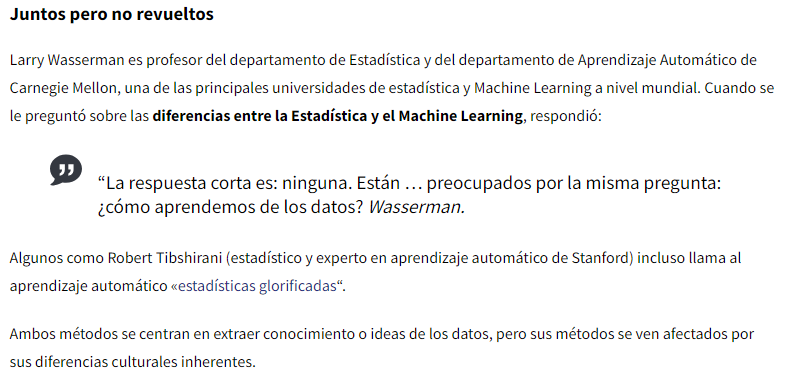 Juntos pero no revueltos
Larry Wasserman es profesor del departamento de Estadística y del departamento de Aprendizaje Automático de
Carnegie Mellon, una de las principales universidades de estadística y Machine Learning a nivel mundial. Cuando se
le preguntó sobre las diferencias entre la Estadística y el Machine Learning, respondió:
“La respuesta corta es: ninguna. Están … preocupados por la misma pregunta:
¿cómo aprendemos de los datos? Wasserman.
Algunos como Robert Tibshirani (estadístico y experto en aprendizaje automático de Stanford) incluso llama al
aprendizaje automático «estadísticas glorificadas“.
Ambos métodos se centran en extraer conocimiento o ideas de los datos, pero sus métodos se ven afectados por
sus diferencias culturales inherentes.